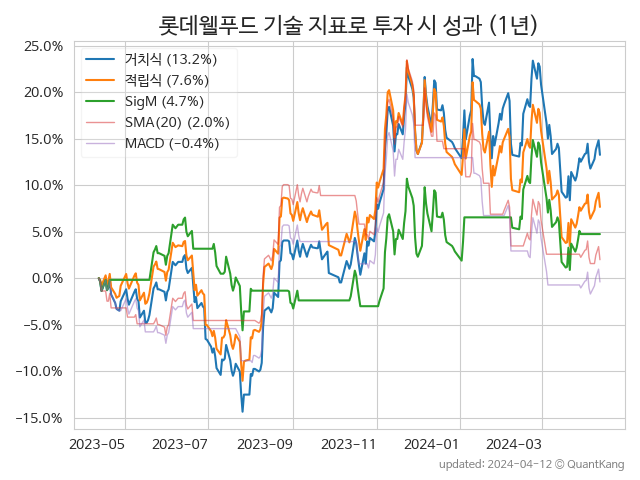 롯데웰푸드 기술 지표로 투자 시 성과 (1년)
25.0%
20.0%
15.0%
10.0%
5.0%
0.0%
−5.0%
−10.0%
−15.0%
거치식 (13.2%)
적립식 (7.6%)
SigM (4.7%)
SMA(20) (2.0%)
MACD (−0.4%)
2023-05 2023-07 2023-09 2023-11 2024-01 2024-03
updated: 2024-04-12 © QuantKang